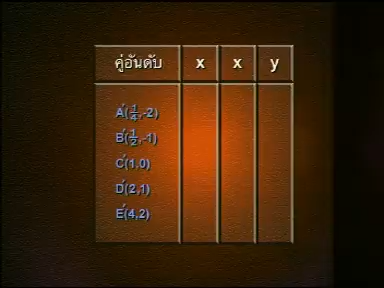 คู่อันดับ x x y
A′(1/4,-2)
B′(1/2,-1)
C′(1.0)
D′(2,1)
E′(4,2)